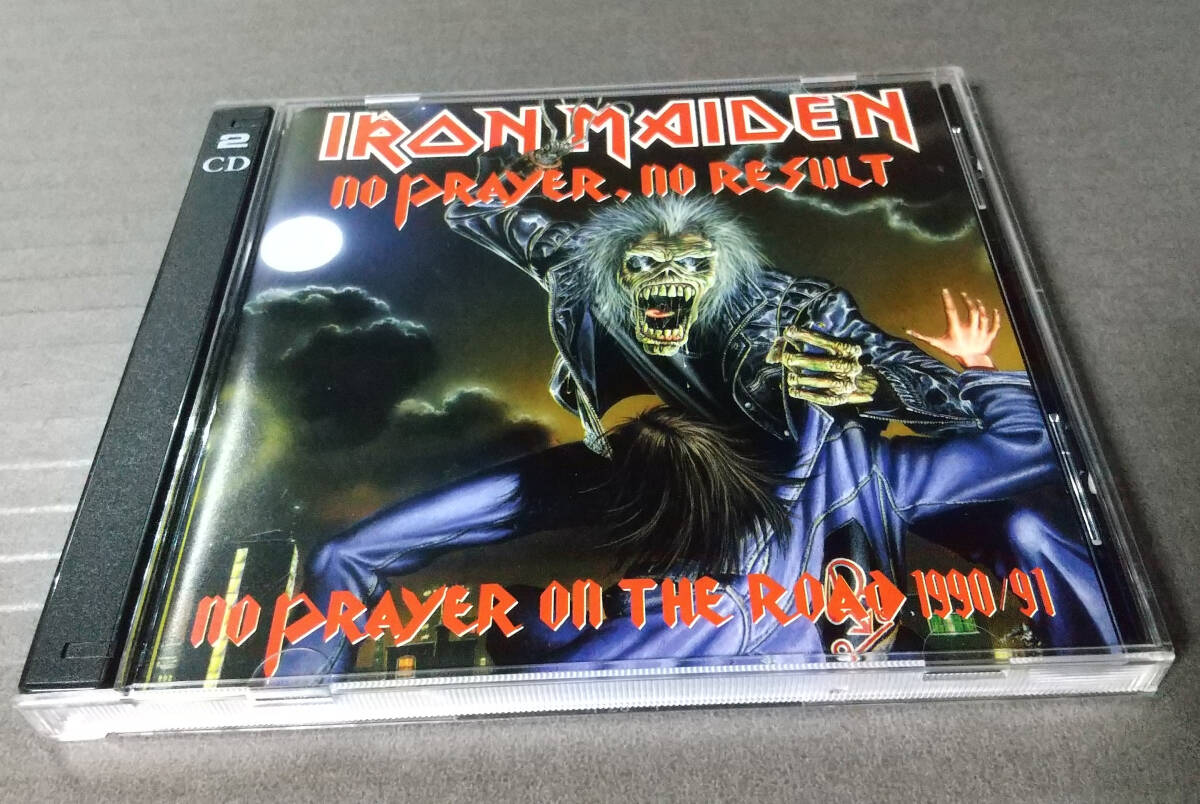 2
CD
IRON MAIDEN
NO PRAYER, NO RESULT
NO PRAYER ON THE ROAD 1990/91